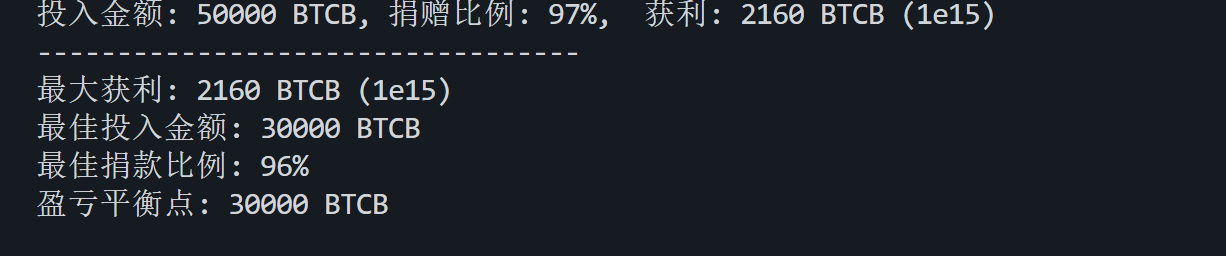 投入金额: 50000 BTCB, 捐赠比例: 97%,  获利: 2160 BTCB (1e15)
----------------------------------
最大获利: 2160 BTCB (1e15)
最佳投入金额: 30000 BTCB
最佳捐款比例: 96%
盈亏平衡点: 30000 BTCB